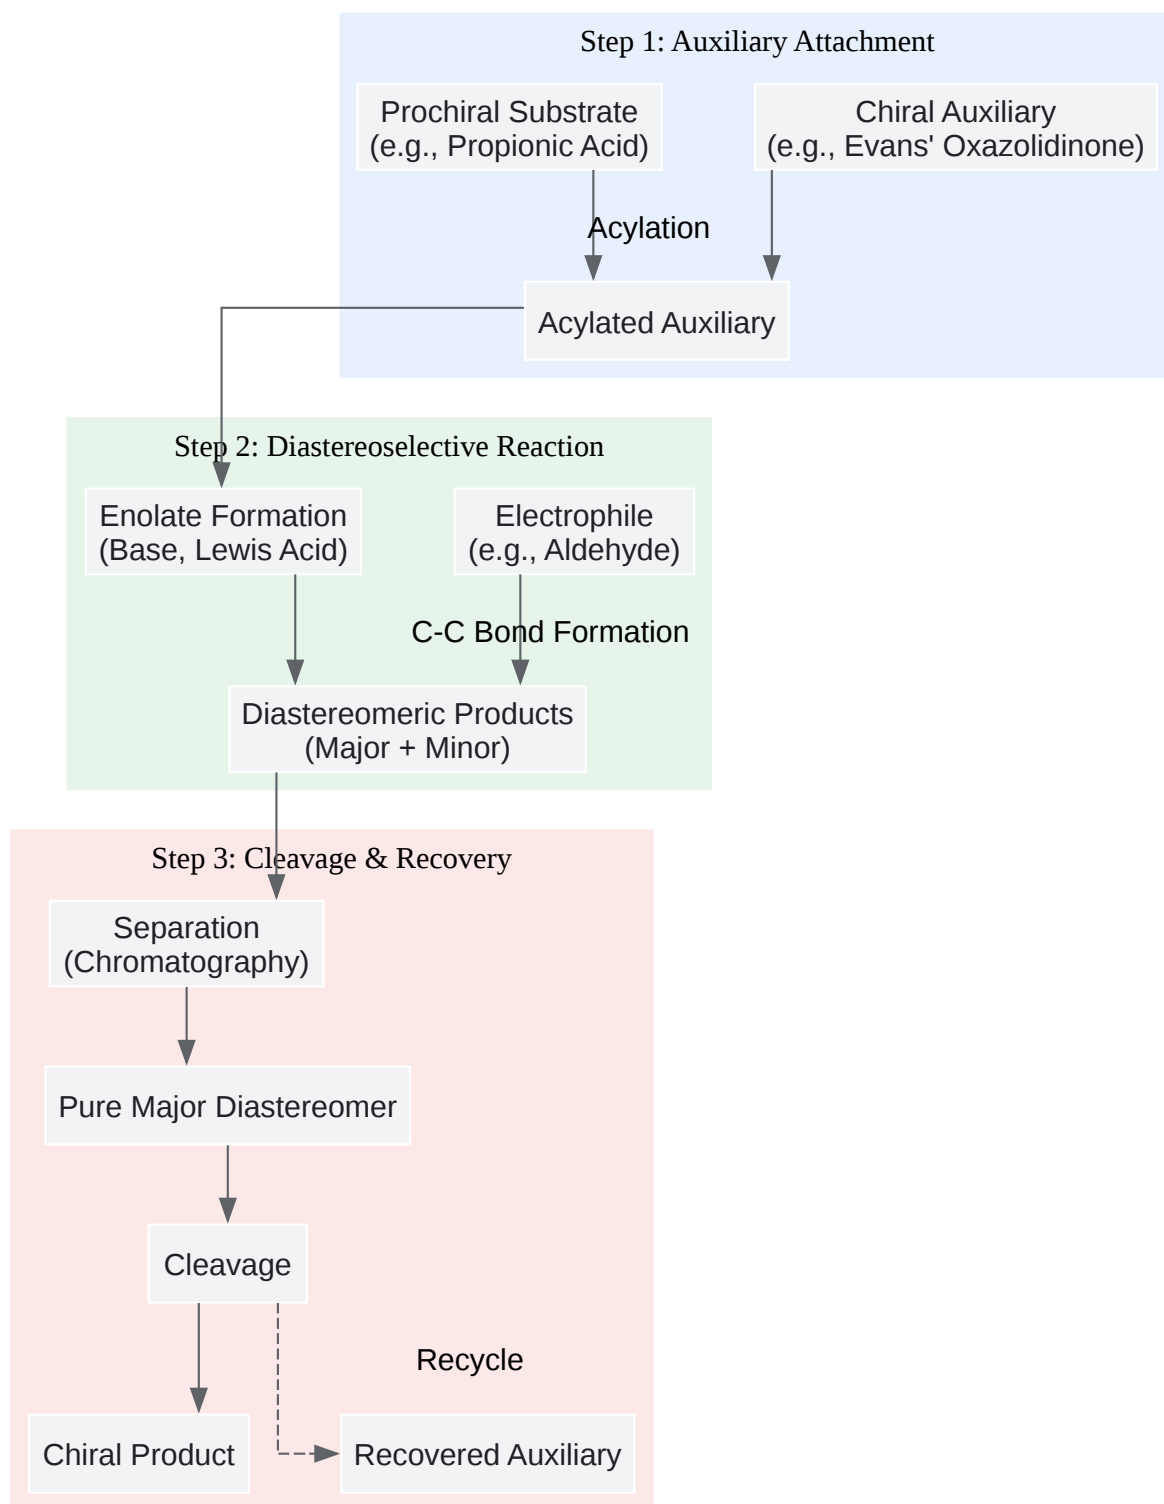 Step 1: Auxiliary Attachment
Prochiral Substrate
(e.g., Propionic Acid)
Chiral Auxiliary
(e.g., Evans' Oxazolidinone)
Acylation
Acylated Auxiliary
Step 2: Diastereoselective Reaction
Enolate Formation
(Base, Lewis Acid)
Electrophile
(e.g., Aldehyde)
C-C Bond Formation
Diastereomeric Products
(Major + Minor)
Step 3: Cleavage & Recovery
Separation
(Chromatography)
Pure Major Diastereomer
Cleavage
Recycle
Chiral Product
Recovered Auxiliary